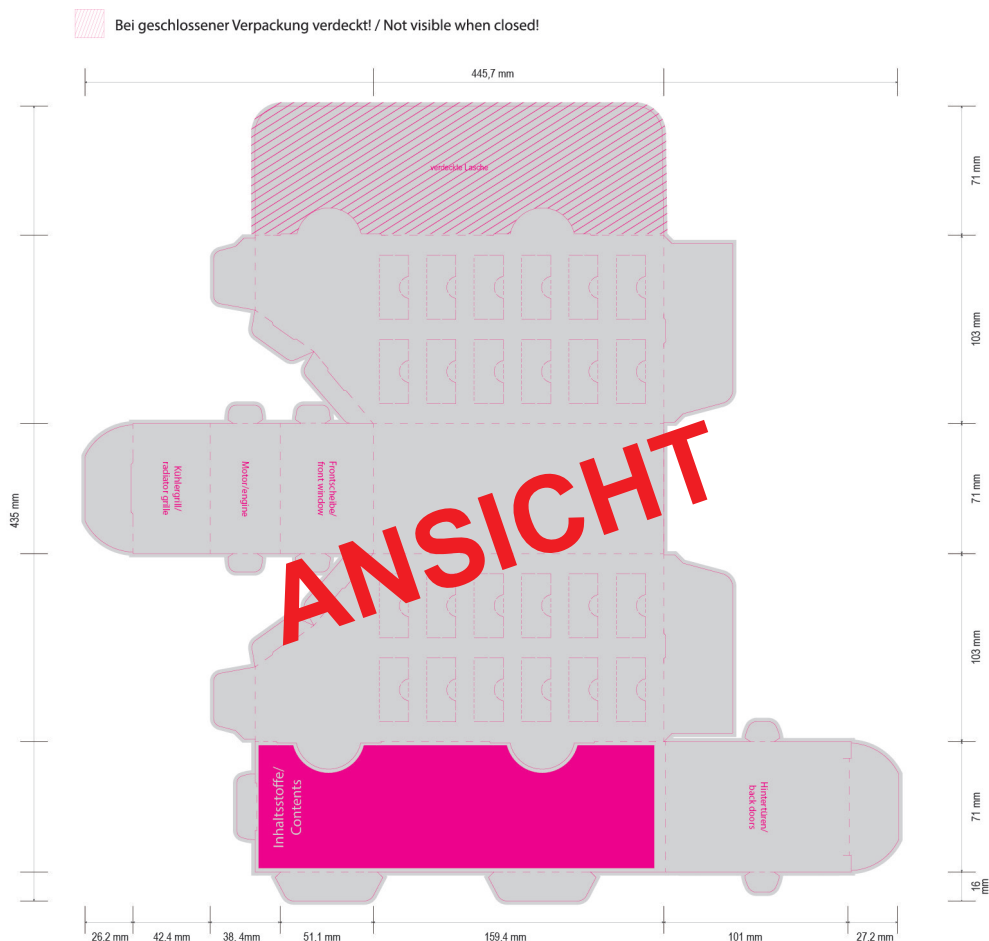 Bei geschlossener Verpackung verdeckt! / Not visible when closed!
445,7 mm
verdeckte Lasche
71 mm
103 mm
Kühlergrill/
radiator grille
Motor/engine
Frontscheibe/
front window
71 mm
435 mm
ANSICHT
103 mm
Inhaltsstoffe/
Contents
Hintertüren/
back doors
71 mm
16
mm
26.2 mm
42.4 mm
38. 4mm
51.1 mm
159.4 mm
101 mm
27.2 mm